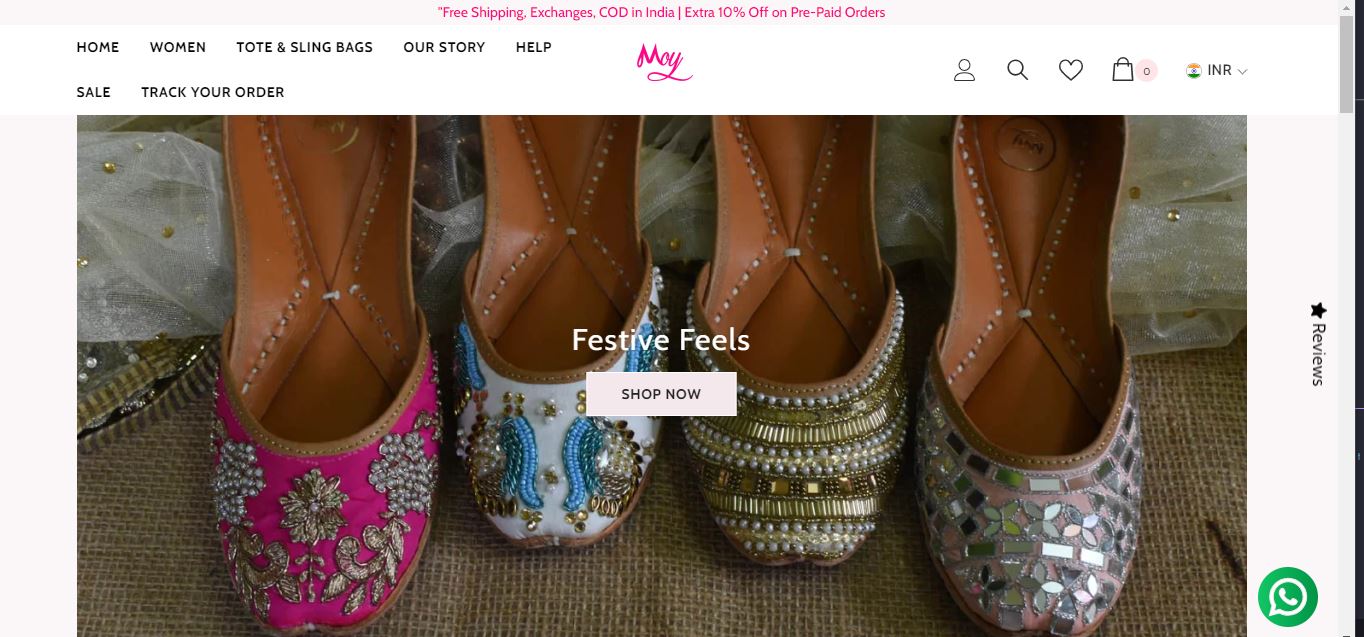 "Free Shipping, Exchanges, COD in India | Extra 10% Off on Pre-Paid Orders
HOME WOMEN TOTE & SLING BAGS OUR STORY HELP
SALE TRACK YOUR ORDER
Moy
0
INR
Festive Feels
SHOP NOW
★ Reviews